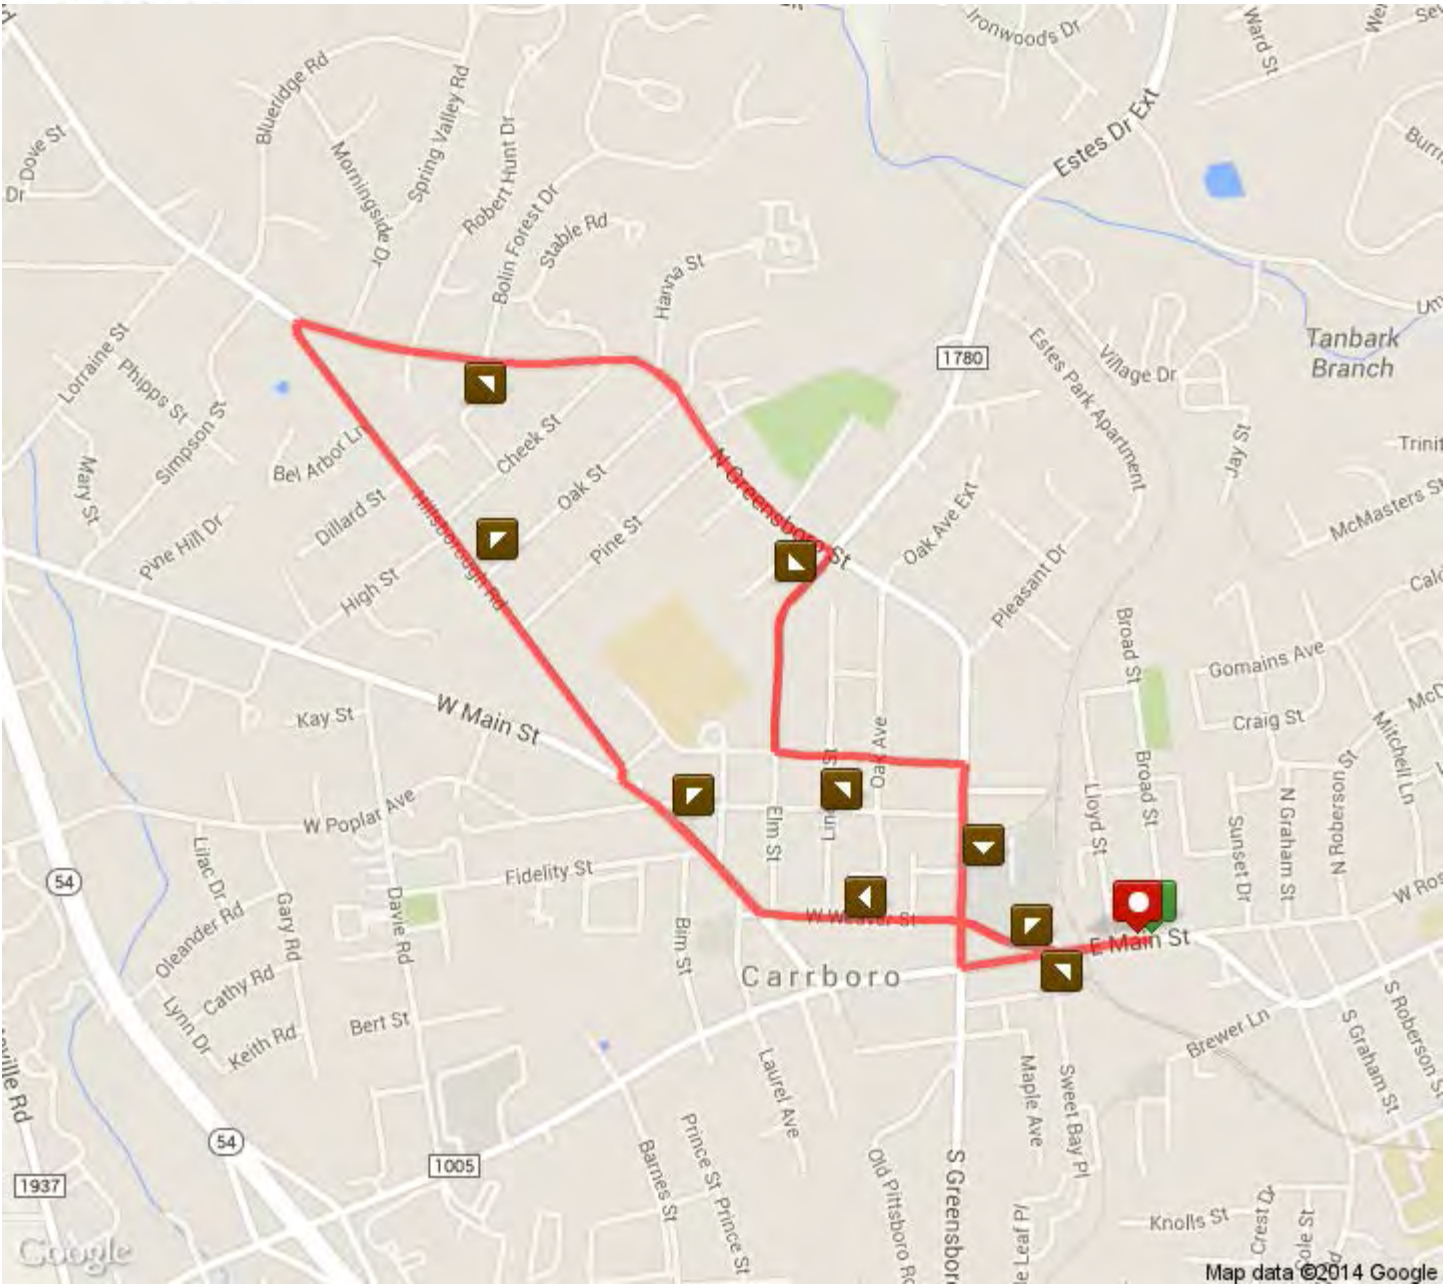 Ironwoods Dr
Ward St
Blueridge Rd
Spring Valley Rd
Estes Dr Ext
Dove St
Dr
Morningside Dr
Robert Hunt Dr
Bolin Forest Dr
Stable Rd
Hanna St
Tanbark
Branch
1780
Lorraine St
Phipps St
Simpson St
Estes Park Apartment
Village Dr
Jay St
Mary St
Bel Arbor Ln
Cheek St
Oak St
N Greensboro St
Dillard St
Hillsborough Rd
Pine St
Oak Ave Ext
McMasters St
Pine Hill Dr
High St
Pleasant Dr
Broad St
Gomains Ave
Craig St
Mitchell Ln
W Main St
Kay St
Oak Ave
Broad St
Lloyd St
N Roberson St
N Graham St
Sunset Dr
W Poplar Ave
Elm St
Lilac Dr
Fidelity St
54
Gary Rd
Davie Rd
Oleander Rd
W Weaver St
E Main St
Bim St
Carrboro
Cathy Rd
Lynn Dr
Keith Rd
Bert St
Brewer Ln
S Graham St
S Roberson St
Laurel Ave
Maple Ave
Sweet Bay Pl
54
1005
1937
Barnes St
Prince St
Prince St
Old Pittsboro Rd
S Greensboro
Knolls St
Crest Dr
Google
Map data ©2014 Google